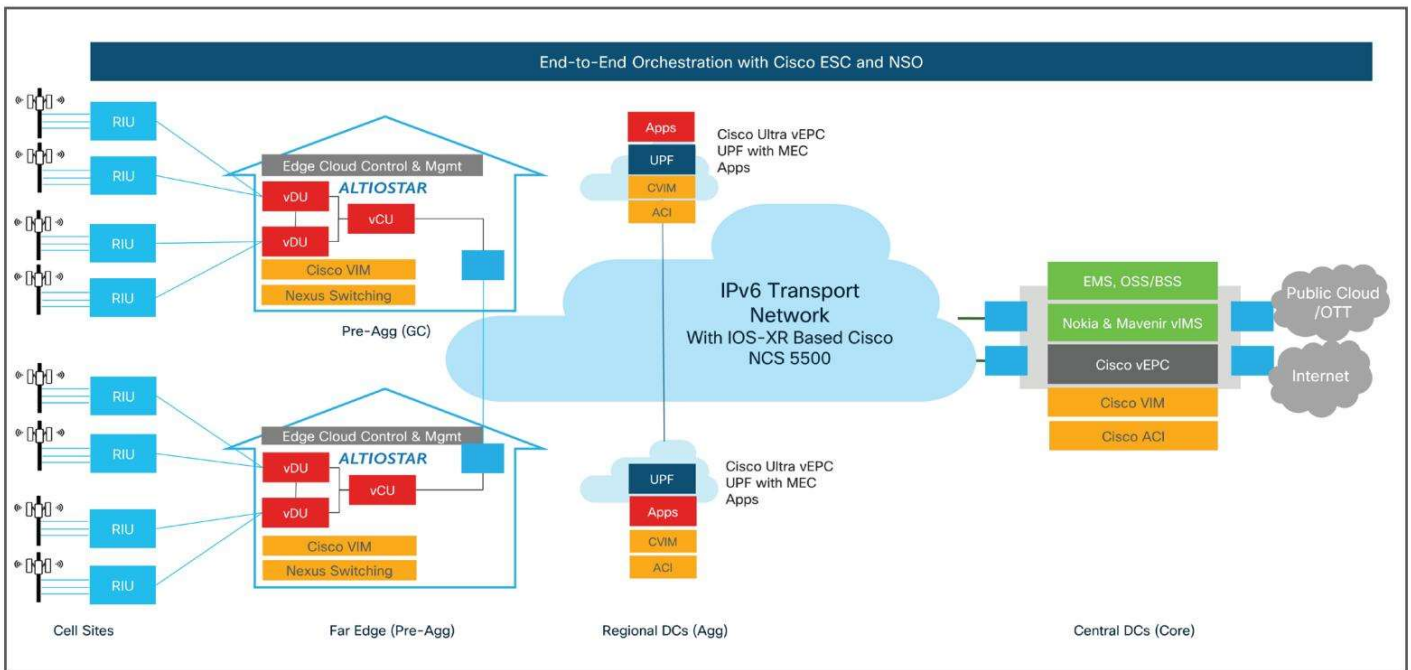 End-to-End Orchestration with Cisco ESC and NSO
RIU
RIU
RIU
RIU
Edge Cloud Control & Mgmt
ALTIOSTAR
vDU
vCU
vDU
Cisco VIM
Nexus Switching
Pre-Agg (GC)
RIU
RIU
RIU
RIU
Edge Cloud Control & Mgmt
ALTIOSTAR
vDU
vCU
vDU
Cisco VIM
Nexus Switching
Apps
UPF
CVIM
ACI
Cisco Ultra vEPC
UPF with MEC
Apps
IPv6 Transport
Network
With IOS-XR Based Cisco
NCS 5500
UPF
Apps
CVIM
ACI
Cisco Ultra vEPC
UPF with MEC
Apps
EMS, OSS/BSS
Nokia & Mavenir vIMS
Cisco vEPC
Cisco VIM
Cisco ACI
Public Cloud
/OTT
Internet
Cell Sites
Far Edge (Pre-Agg)
Regional DCs (Agg)
Central DCs (Core)